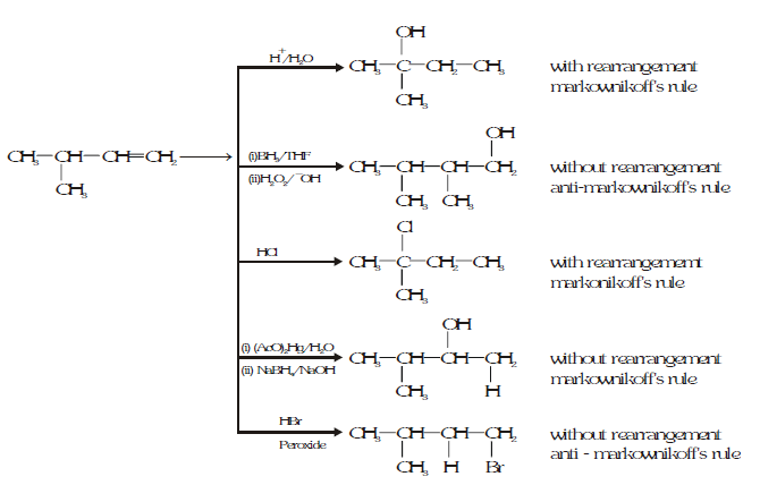 OH
H⁺/H₂O
CH₃–C–CH₂–CH₃ with rearrangement
CH₃ markownikoff's rule
OH
CH₃–CH–CH=CH₂ (i)BH₃/THF CH₃–CH–CH–CH₂ without rearrangement
CH₃ (ii)H₂O₂/⁻OH CH₃ CH₃ anti-markownikoff's rule
Cl
HCl CH₃–C–CH₂–CH₃ with rearrangememt
CH₃ markonikoff's rule
OH
(i) (AcO)₂Hg/H₂O CH₃–CH–CH–CH₂ without rearrangement
(ii) NaBH₄/NaOH CH₃ H markownikoff's rule
HBr CH₃–CH–CH–CH₂ without rearrangement
Peroxide CH₃ H Br anti - markownikoff's rule